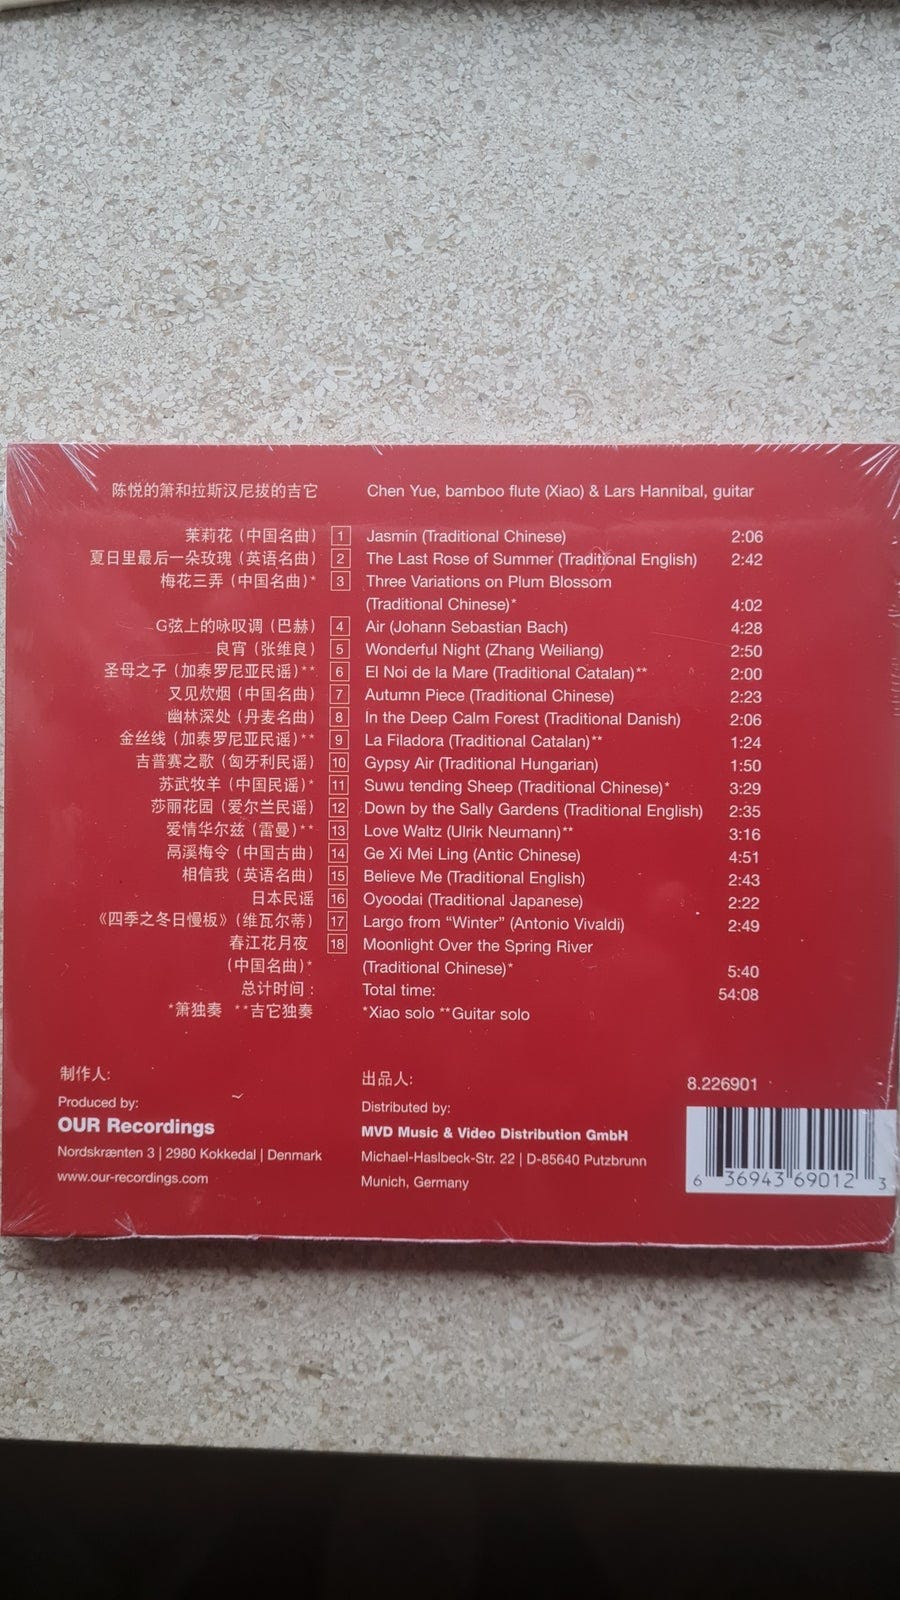 陈悦的箫和拉斯汉尼拔的吉它 Chen Yue, bamboo flute (Xiao) & Lars Hannibal, guitar
茉莉花（中国名曲） 1 Jasmin (Traditional Chinese) 2:06
夏日里最后一朵玫瑰（英语名曲） 2 The Last Rose of Summer (Traditional English) 2:42
梅花三弄（中国名曲）* 3 Three Variations on Plum Blossom
(Traditional Chinese)* 4:02
G弦上的咏叹调（巴赫） 4 Air (Johann Sebastian Bach) 4:28
良宵（张维良） 5 Wonderful Night (Zhang Weiliang) 2:50
圣母之子（加泰罗尼亚民谣）** 6 El Noi de la Mare (Traditional Catalan)** 2:00
又见炊烟（中国名曲） 7 Autumn Piece (Traditional Chinese) 2:23
幽林深处（丹麦名曲） 8 In the Deep Calm Forest (Traditional Danish) 2:06
金丝线（加泰罗尼亚民谣）** 9 La Filadora (Traditional Catalan)** 1:24
吉普赛之歌（匈牙利民谣） 10 Gypsy Air (Traditional Hungarian) 1:50
苏武牧羊（中国民谣）* 11 Suwu tending Sheep (Traditional Chinese)* 3:29
莎丽花园（爱尔兰民谣） 12 Down by the Sally Gardens (Traditional English) 2:35
爱情华尔兹（雷曼）** 13 Love Waltz (Ulrik Neumann)** 3:16
鬲溪梅令（中国古曲） 14 Ge Xi Mei Ling (Antic Chinese) 4:51
相信我（英语名曲） 15 Believe Me (Traditional English) 2:43
日本民谣 16 Oyoodai (Traditional Japanese) 2:22
《四季之冬日慢板》（维瓦尔蒂） 17 Largo from “Winter” (Antonio Vivaldi) 2:49
春江花月夜 18 Moonlight Over the Spring River
（中国名曲）* (Traditional Chinese)* 5:40
总计时间： Total time: 54:08
*箫独奏 **吉它独奏 *Xiao solo **Guitar solo
制作人:
Produced by:
OUR Recordings
Nordskrænten 3 | 2980 Kokkedal | Denmark
www.our-recordings.com
出品人:
Distributed by:
MVD Music & Video Distribution GmbH
Michael-Haslbeck-Str. 22 | D-85640 Putzbrunn
Munich, Germany
8.226901
6 36943 69012 3